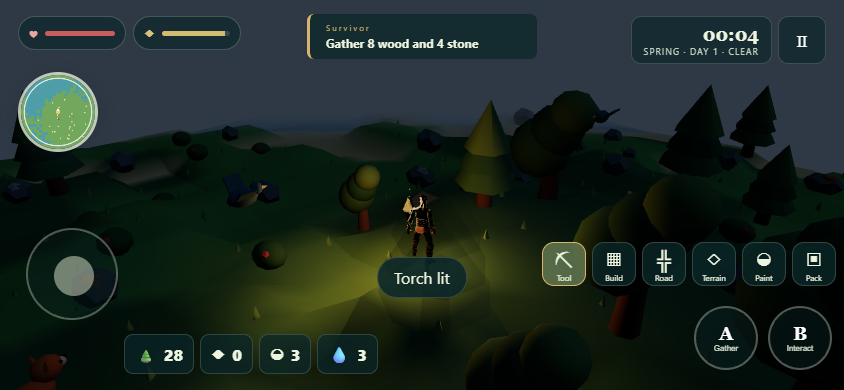 Survivor
Gather 8 wood and 4 stone
00:04
SPRING · DAY 1 · CLEAR
II
Torch lit
Tool
Build
Road
Terrain
Paint
Pack
28
0
3
3
A
Gather
B
Interact